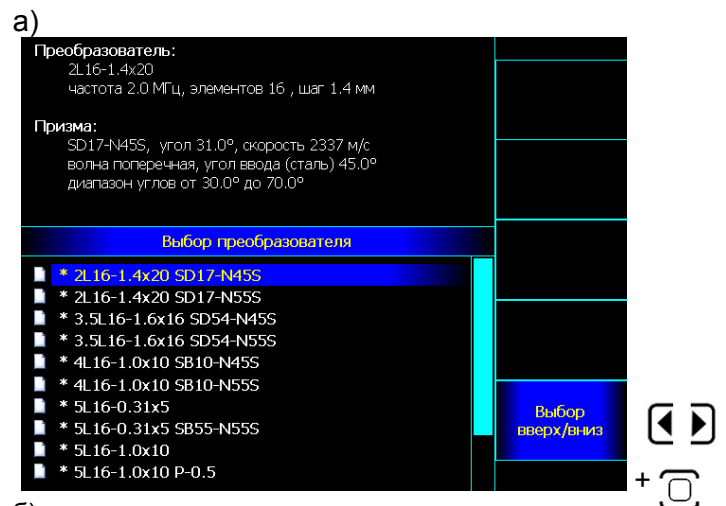 а)
Преобразователь:
2L16-1.4x20
частота 2.0 МГц, элементов 16 , шаг 1.4 мм
Призма:
SD17-N45S, угол 31.0º, скорость 2337 м/с
волна поперечная, угол ввода (сталь) 45.0º
диапазон углов от 30.0º до 70.0º
Выбор преобразователя
* 2L16-1.4x20 SD17-N45S
* 2L16-1.4x20 SD17-N55S
* 3.5L16-1.6x16 SD54-N45S
* 3.5L16-1.6x16 SD54-N55S
* 4L16-1.0x10 SB10-N45S
* 4L16-1.0x10 SB10-N55S
* 5L16-0.31x5
* 5L16-0.31x5 SB55-N55S
* 5L16-1.0x10
* 5L16-1.0x10 P-0.5
Выбор
вверх/вниз
+